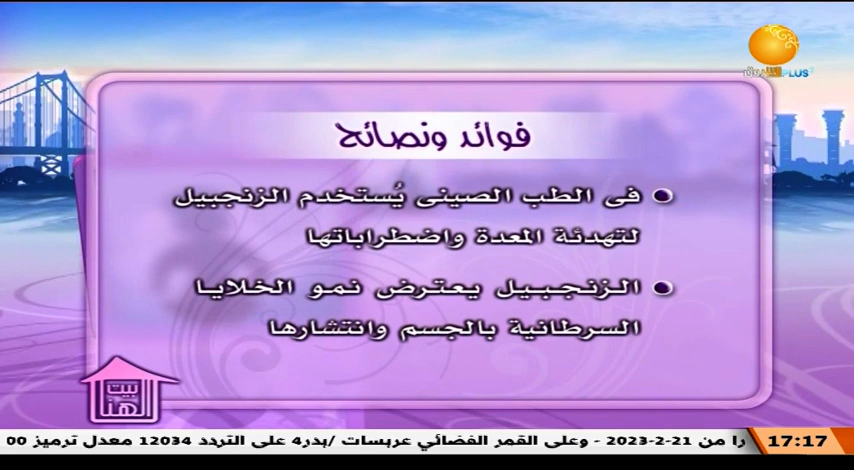 PLUS
فوائد ونصائح
• فى الطب الصينى يُستخدم الزنجبيل
لتهدئة المعدة واضطراباتها
• الزنجبيل يعترض نمو الخلايا
السرطانية بالجسم وانتشارها
بيت
الهنا
17:17
را من 21-2-2023 - وعلى القمر الفضائي عربسات /بدر4 على التردد 12034 معدل ترميز 00